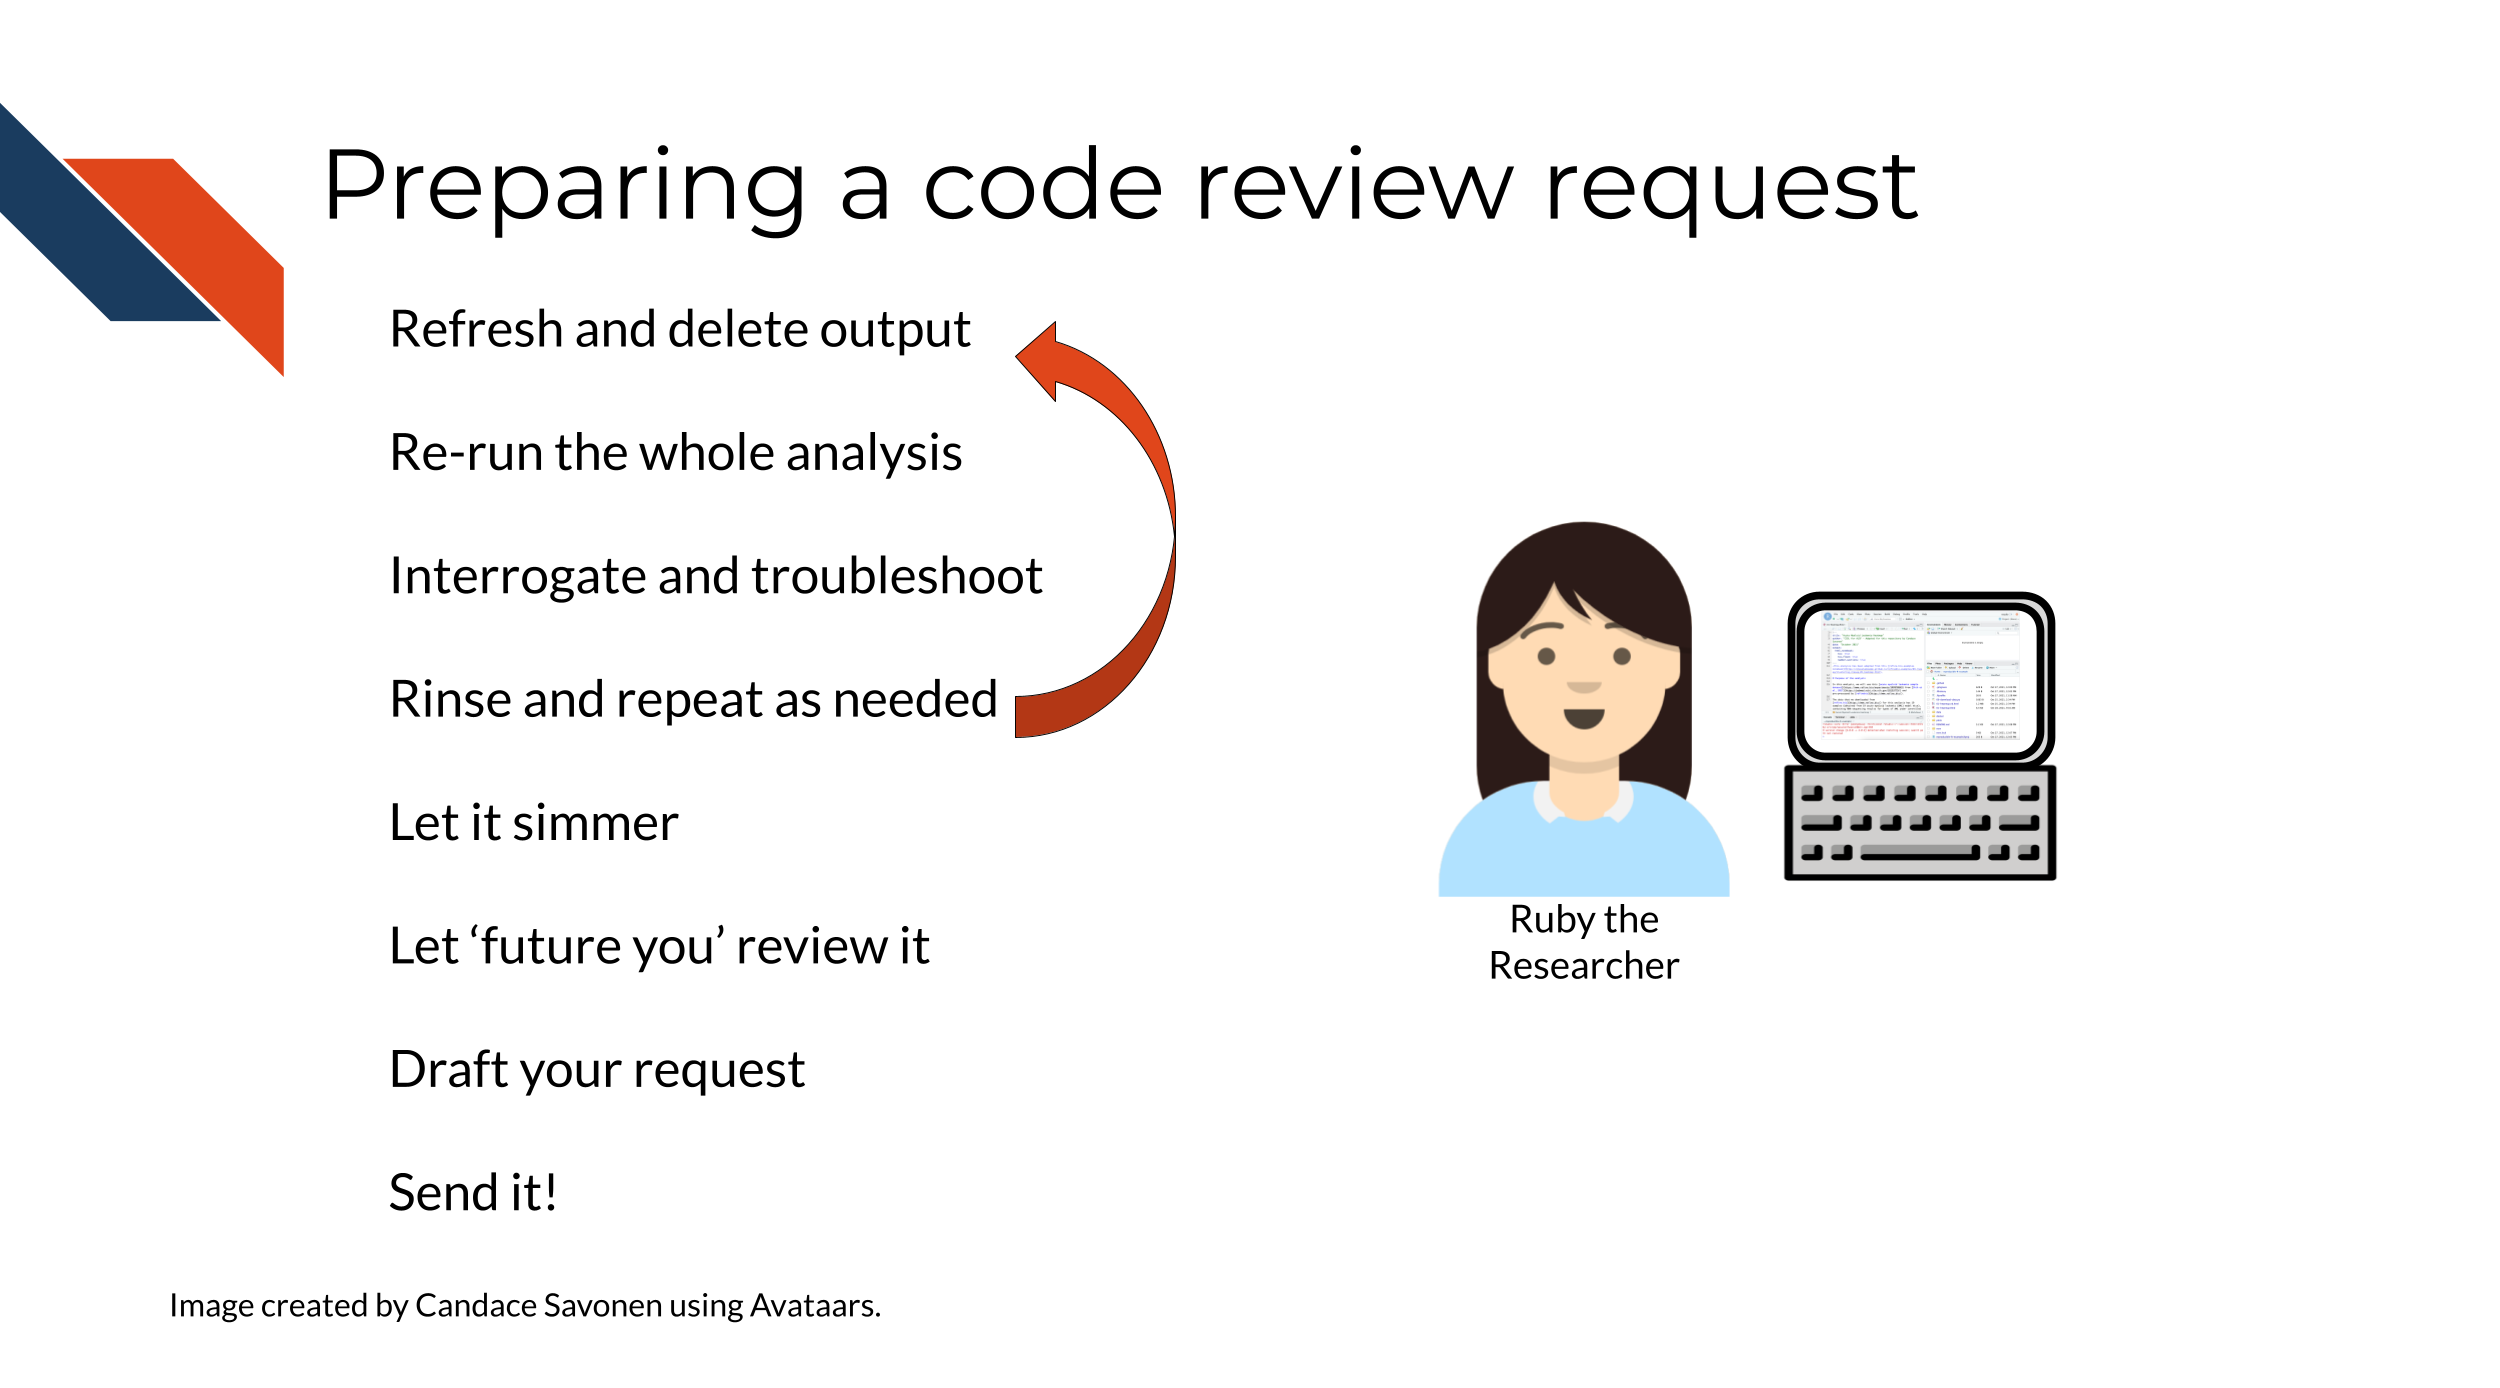 Preparing a code review request
Refresh and delete output
Re-run the whole analysis
Interrogate and troubleshoot
Rinse and repeat as needed
Let it simmer
Let ‘future you’ review it
Draft your request
Send it!
Ruby the
Researcher
Image created by Candace Savonen using Avataaars.